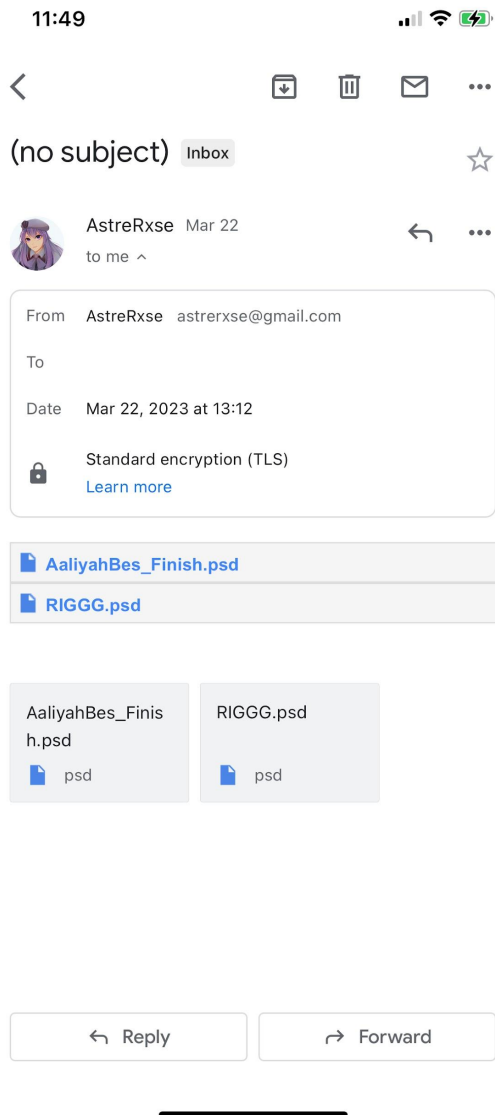 11:49
(no subject) Inbox
AstreRxse Mar 22
to me
From AstreRxse astrerxse@gmail.com
To
Date Mar 22, 2023 at 13:12
Standard encryption (TLS)
Learn more
AaliyahBes_Finish.psd
RIGGG.psd
AaliyahBes_Finis
h.psd
psd
RIGGG.psd
psd
Reply
Forward